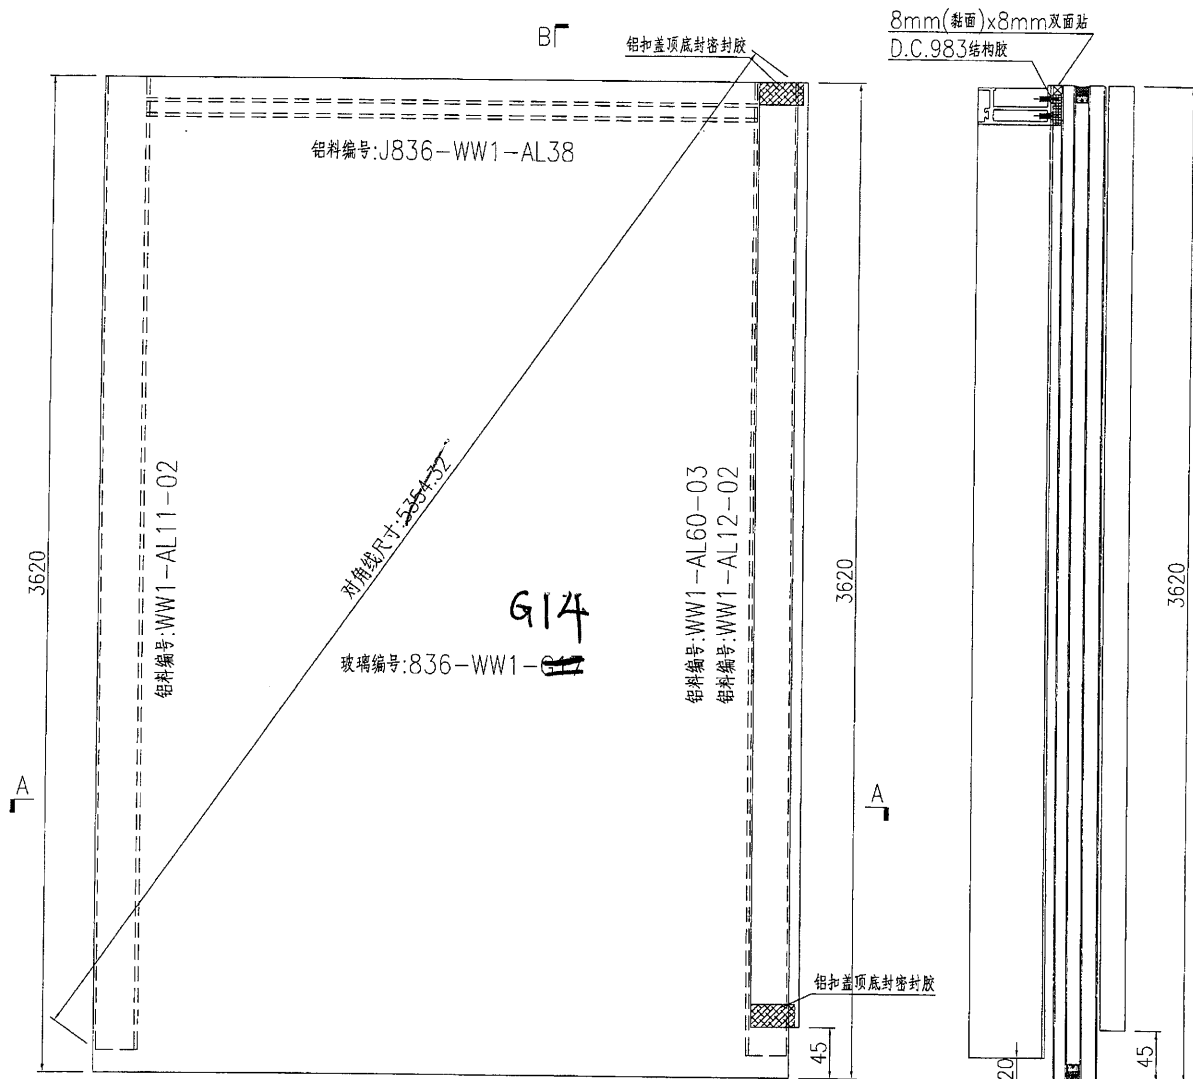 B
铝扣盖顶底封密封胶
8mm(黏面)x8mm双面贴
D.C.983结构胶
铝料编号:J836-WW1-AL38
3620
铝料编号:WW1-AL11-02
对角线尺寸:5354.32
G14
玻璃编号:836-WW1-
铝料编号:WW1-AL60-03
铝料编号:WW1-AL12-02
3620
3620
A
A
铝扣盖顶底封密封胶
45
20
45